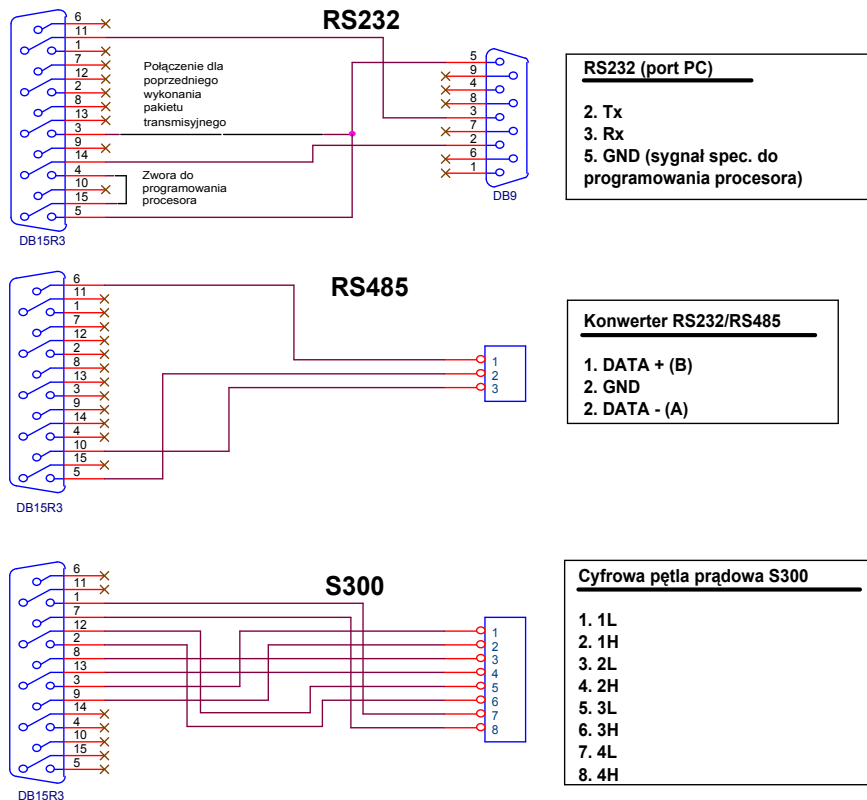 RS232
6
11
1
7
12
2
8
13
3
9
14
4
10
15
5
DB15R3
Połączenie dla
poprzedniego
wykonania
pakietu
transmisyjnego
Zwora do
programowania
procesora
5
9
4
8
3
7
2
6
1
DB9
RS232 (port PC)
2. Tx
3. Rx
5. GND (sygnał spec. do
programowania procesora)
RS485
6
11
1
7
12
2
8
13
3
9
14
4
10
15
5
DB15R3
1
2
3
Konwerter RS232/RS485
1. DATA + (B)
2. GND
2. DATA - (A)
S300
6
11
1
7
12
2
8
13
3
9
14
4
10
15
5
DB15R3
1
2
3
4
5
6
7
8
Cyfrowa pętla prądowa S300
1. 1L
2. 1H
3. 2L
4. 2H
5. 3L
6. 3H
7. 4L
8. 4H